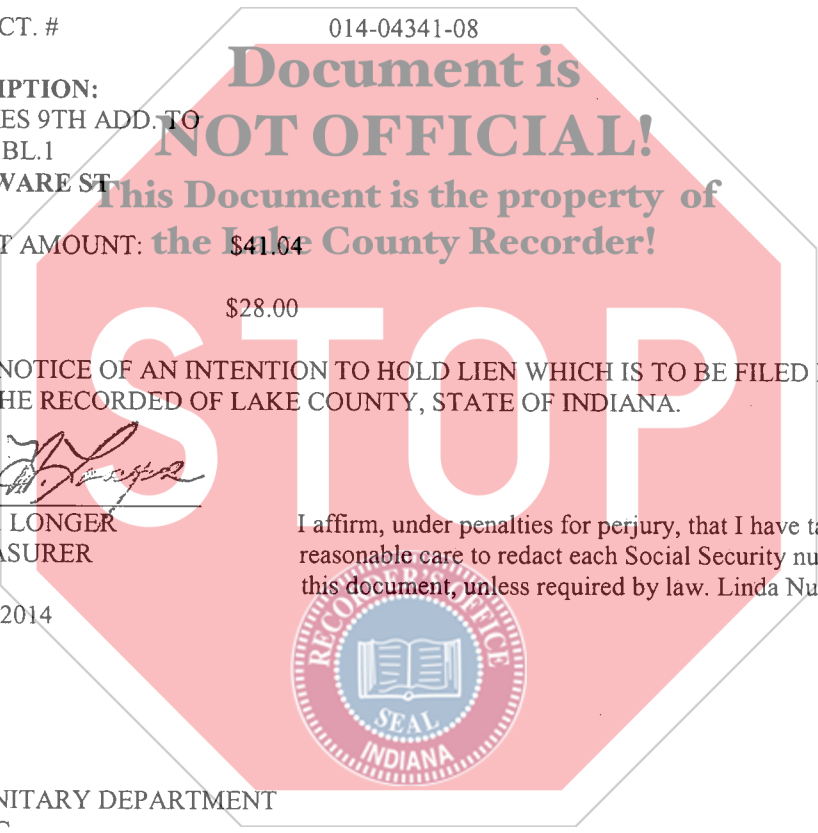 CT. # 014-04341-08
Document is
IPTION:
ES 9TH ADD. TO
NOT OFFICIAL!
BL.1
WARE ST
This Document is the property of
T AMOUNT: $41.04
the Lake County Recorder!
$28.00
STOP
NOTICE OF AN INTENTION TO HOLD LIEN WHICH IS TO BE FILED
HE RECORDED OF LAKE COUNTY, STATE OF INDIANA.
LONGER
ASURER
I affirm, under penalties for perjury, that I have ta
reasonable care to redact each Social Security nu
this document, unless required by law. Linda Nu
2014
RECORDER'S OFFICE
SEAL
INDIANA
NITARY DEPARTMENT